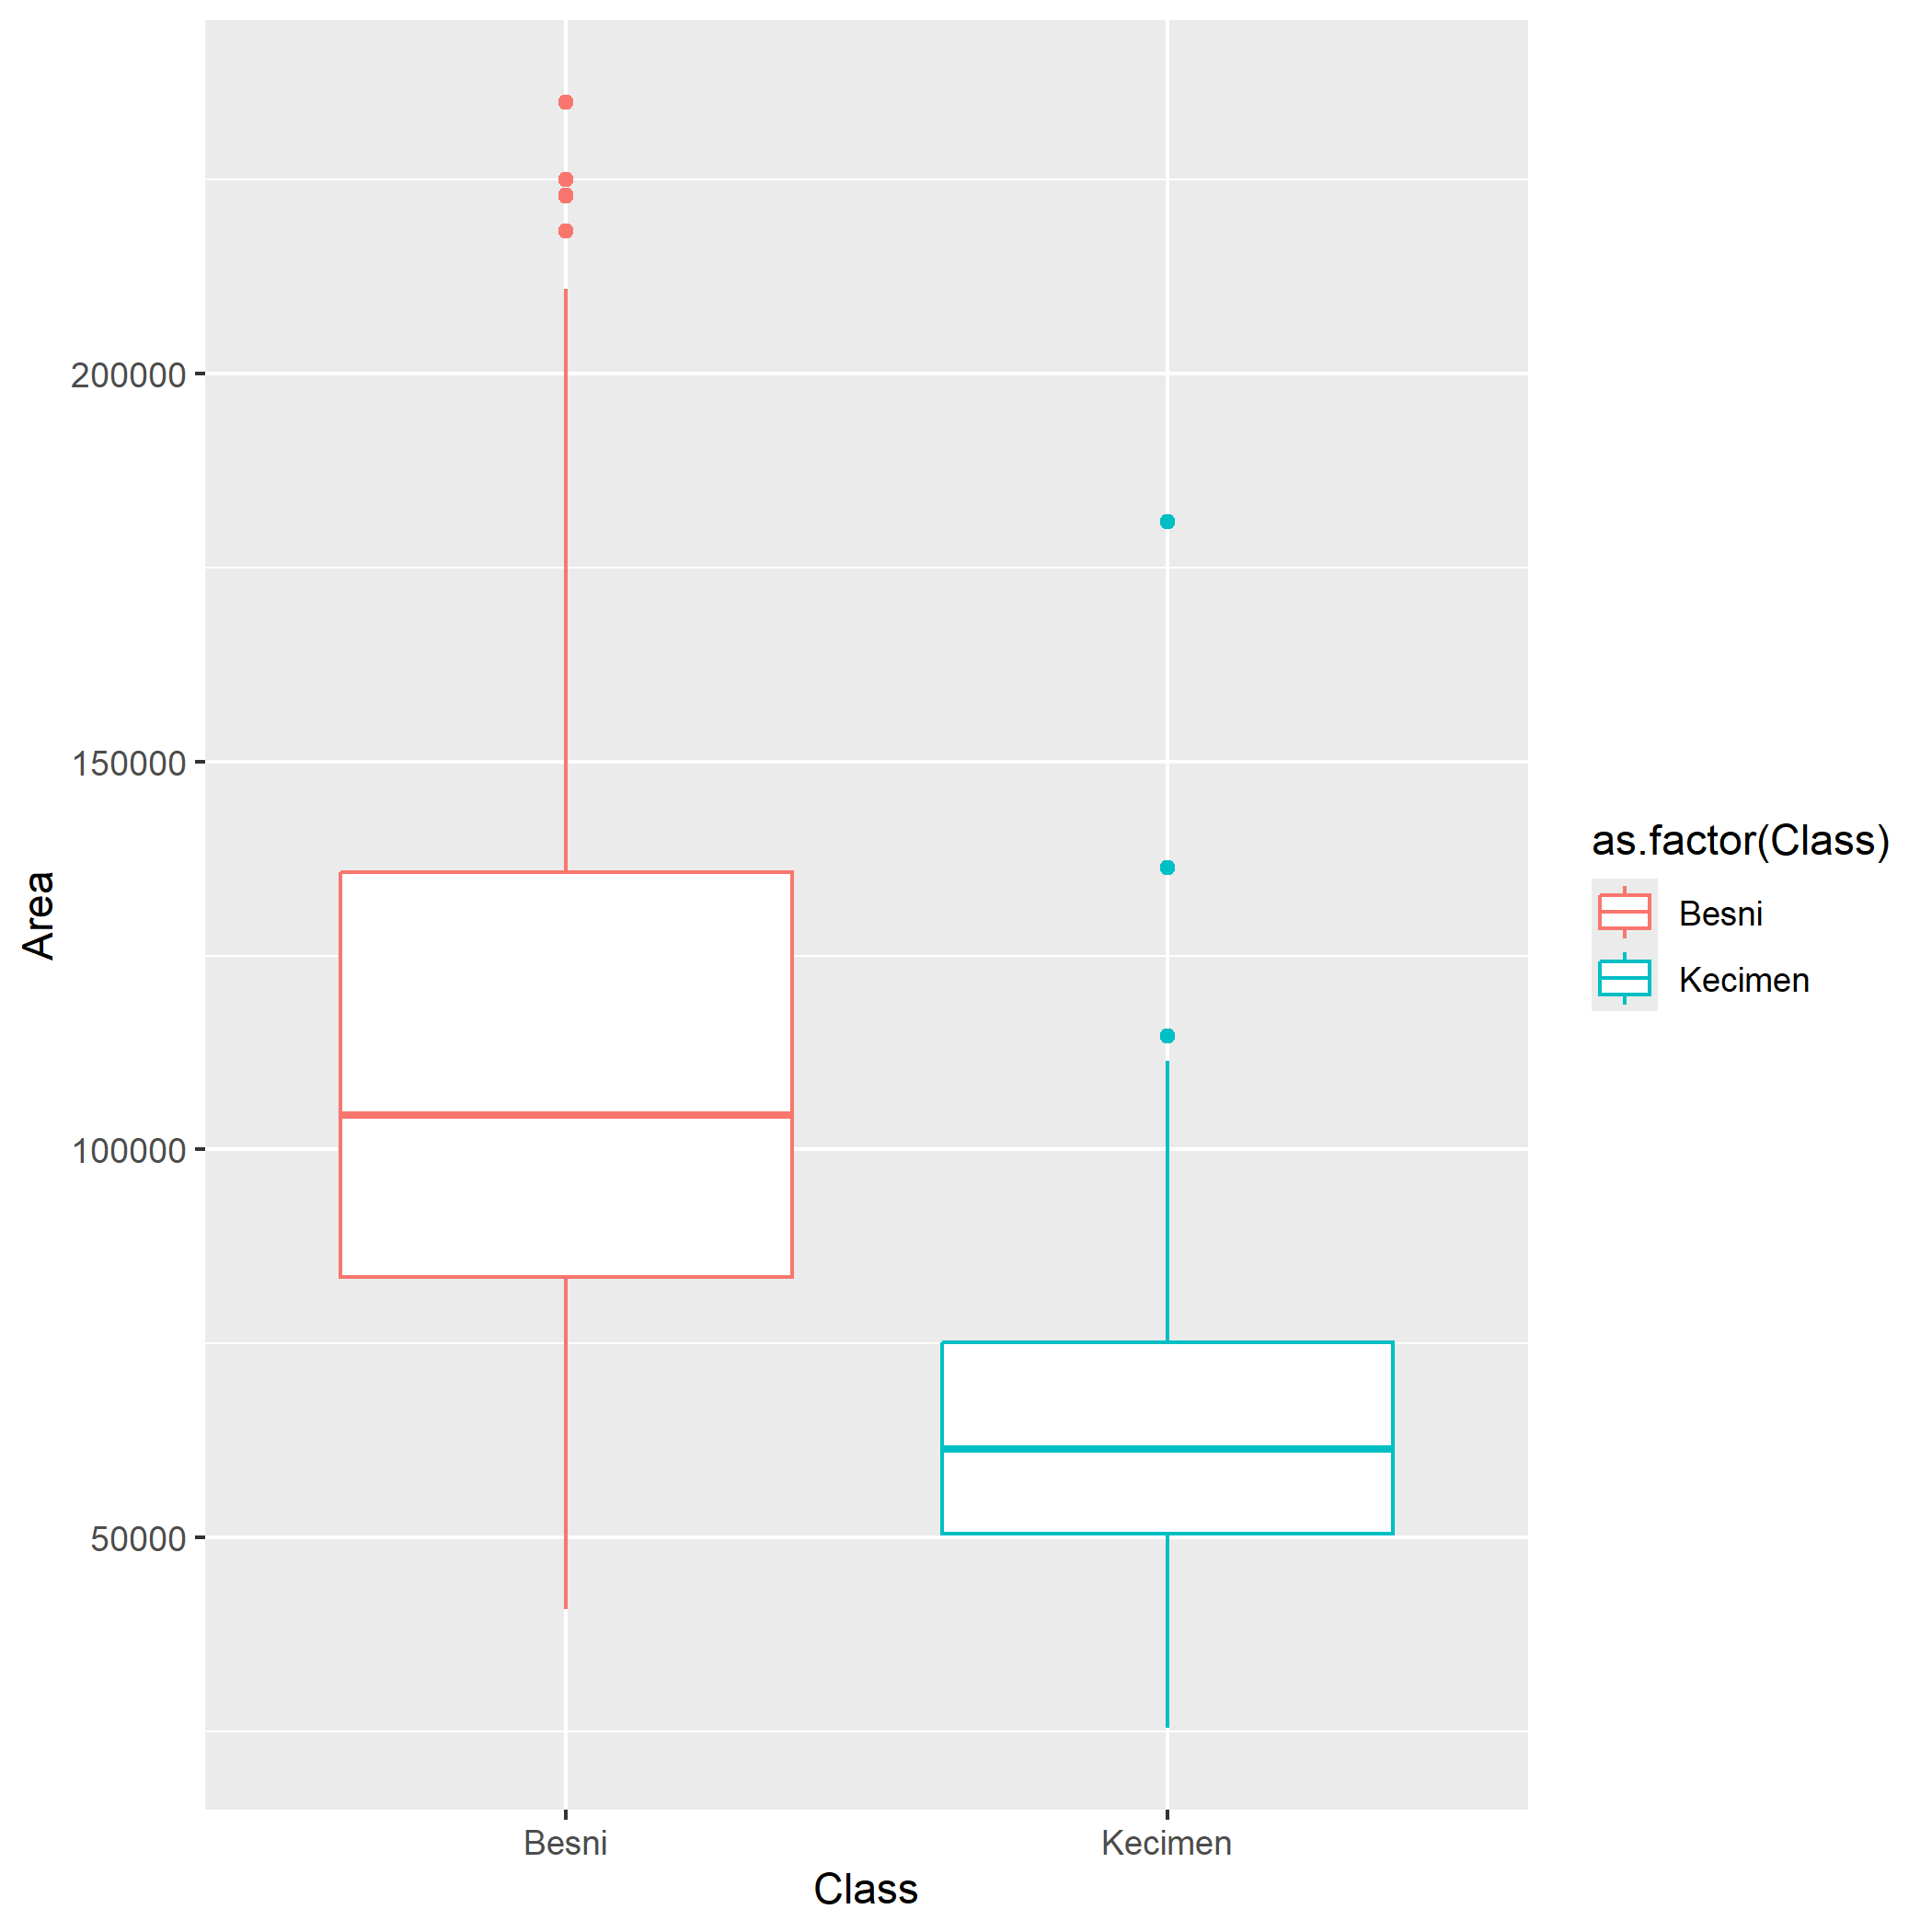 Area
200000
150000
100000
50000
Besni
Kecimen
Class
as.factor(Class)
Besni
Kecimen